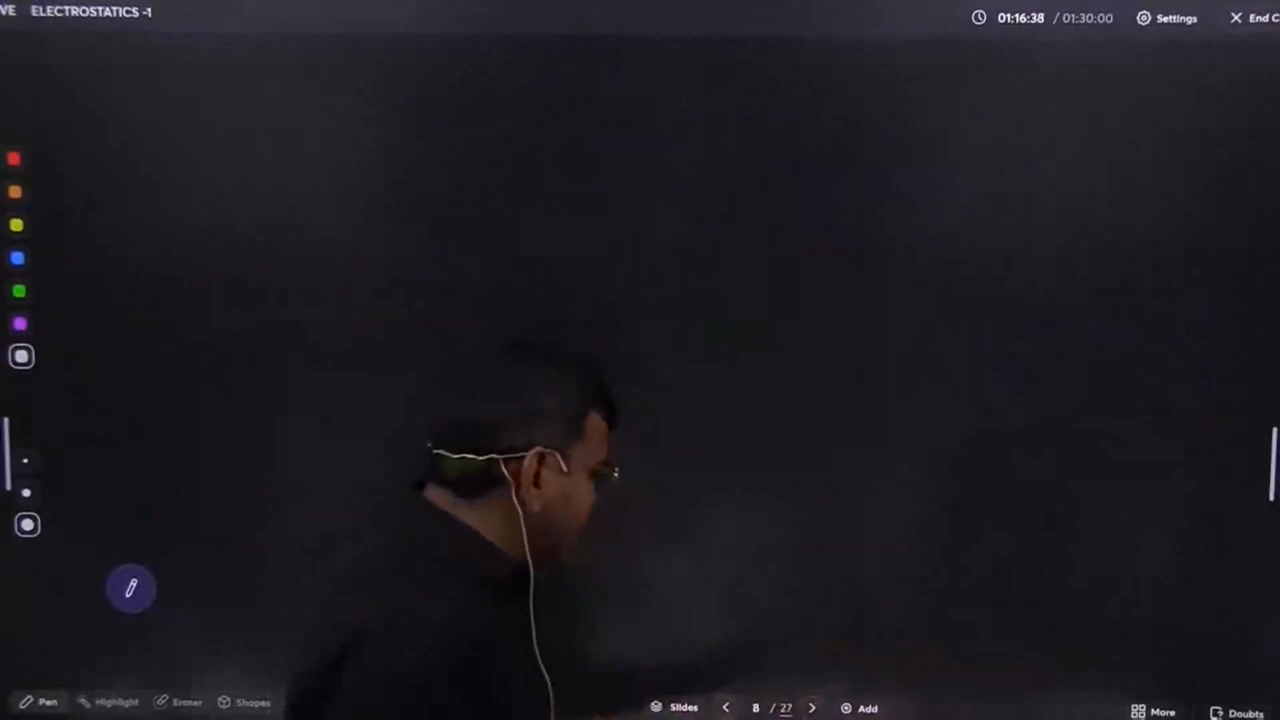 VE ELECTROSTATICS -1
01:16:38 / 01:30:00 Settings End C
Pen Highlight Eraser Shapes
Slides 8 / 27 Add
More Doubts